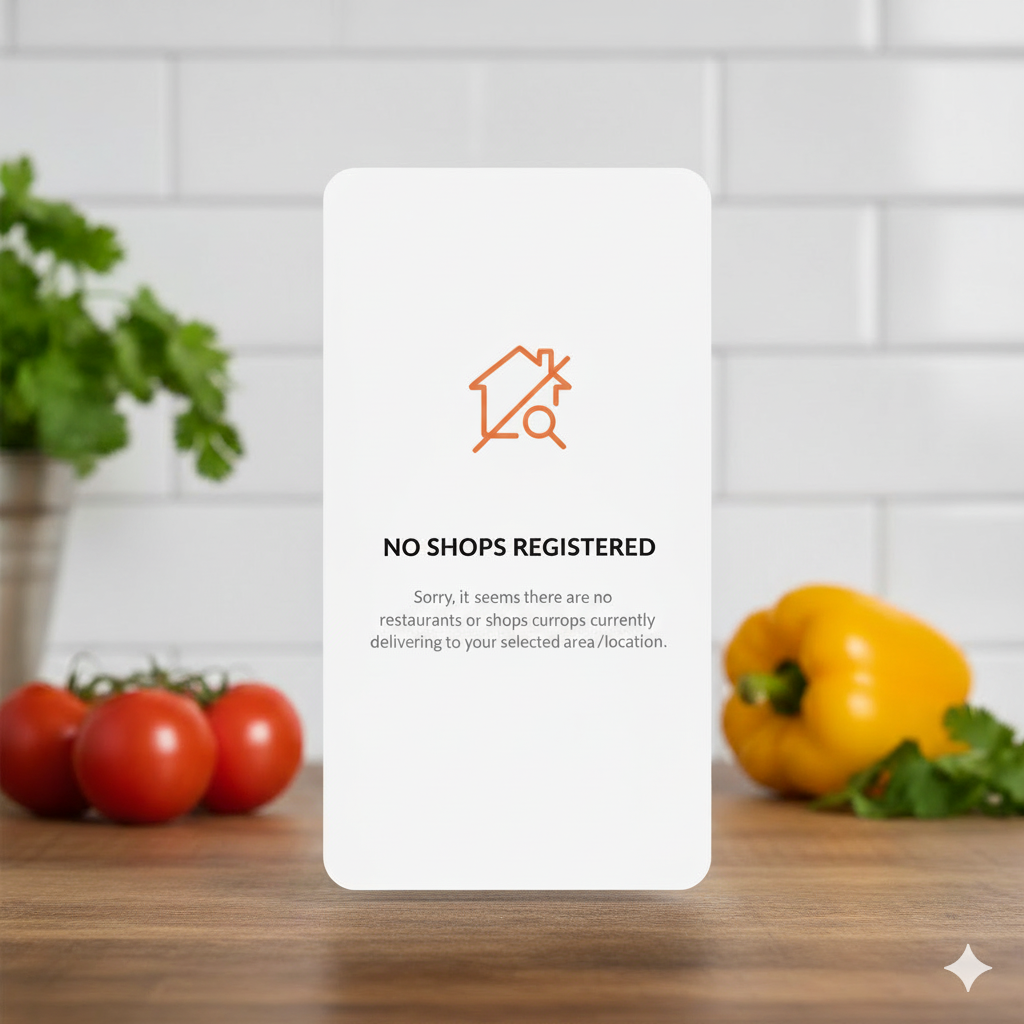 NO SHOPS REGISTERED
Sorry, it seems there are no
restaurants or shops currops currently
delivering to your selected area/location.